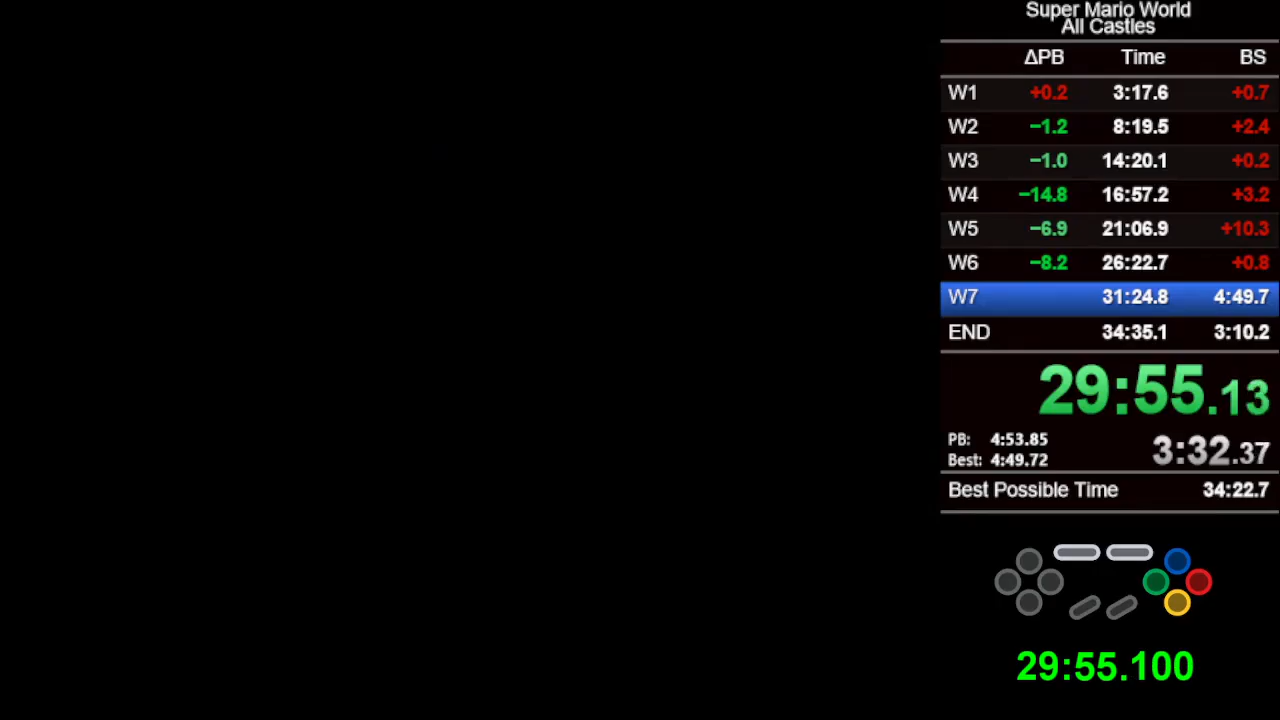 Super Mario World
All Castles
ΔPB Time BS
W1 +0.2 3:17.6 +0.7
W2 −1.2 8:19.5 +2.4
W3 −1.0 14:20.1 +0.2
W4 −14.8 16:57.2 +3.2
W5 −6.9 21:06.9 +10.3
W6 −8.2 26:22.7 +0.8
W7 31:24.8 4:49.7
END 34:35.1 3:10.2
29:55.13
PB: 4:53.85
Best: 4:49.72
3:32.37
Best Possible Time 34:22.7
29:55.100